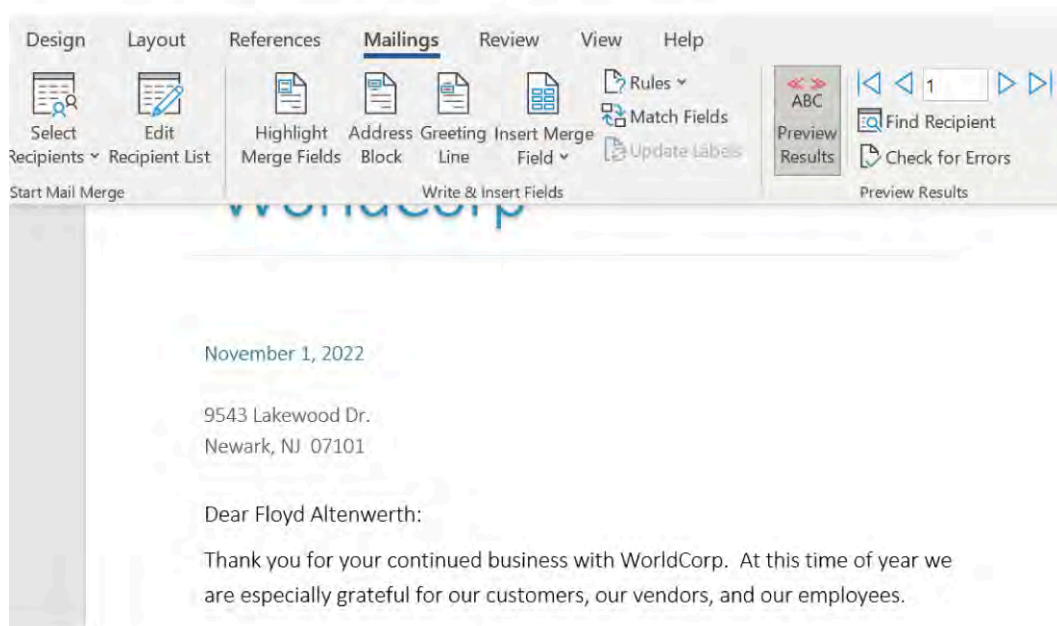 Design Layout References Mailings Review View Help
Select Recipients
Edit Recipient List
Highlight Merge Fields
Address Block
Greeting Line
Insert Merge Field
Rules
Match Fields
Update Labels
ABC
Preview Results
1
Find Recipient
Check for Errors
Start Mail Merge
Write & Insert Fields
Preview Results
WorldCorp
November 1, 2022
9543 Lakewood Dr.
Newark, NJ 07101
Dear Floyd Altenwerth:
Thank you for your continued business with WorldCorp. At this time of year we
are especially grateful for our customers, our vendors, and our employees.